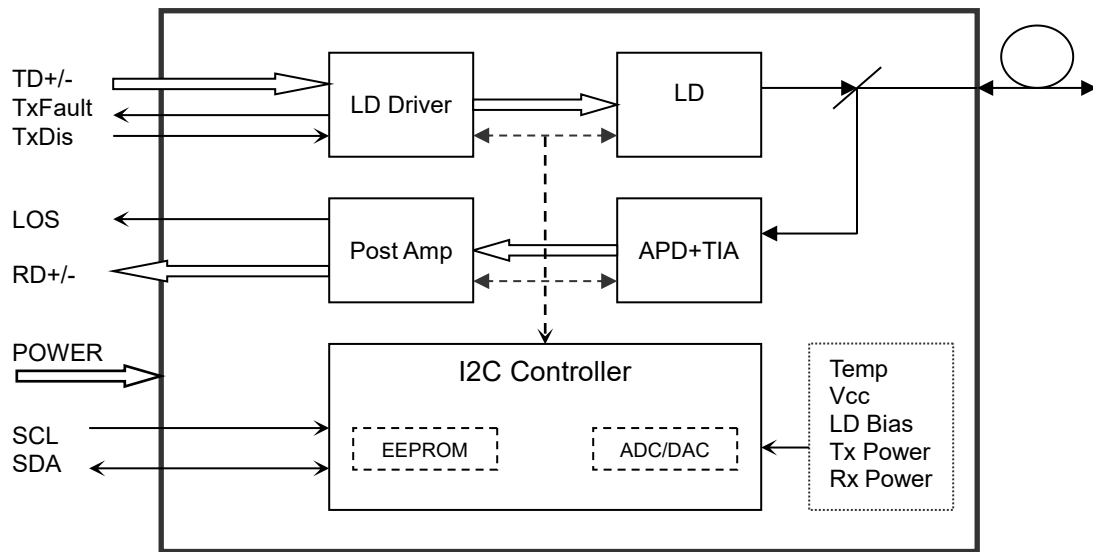 TD+/-
TxFault
TxDis
LD Driver
LD
LOS
RD+/-
Post Amp
APD+TIA
POWER
SCL
SDA
I2C Controller
EEPROM
ADC/DAC
Temp
Vcc
LD Bias
Tx Power
Rx Power